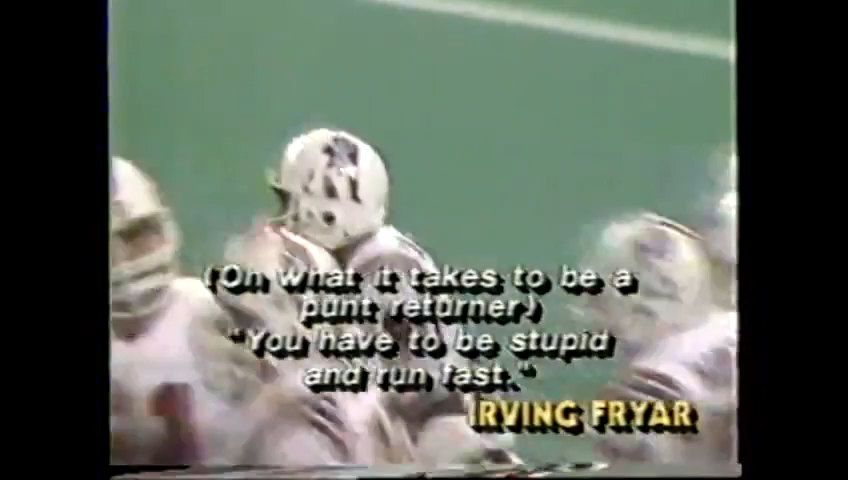 (On what it takes to be a
punt returner)
"You have to be stupid
and run fast."
IRVING FRYAR